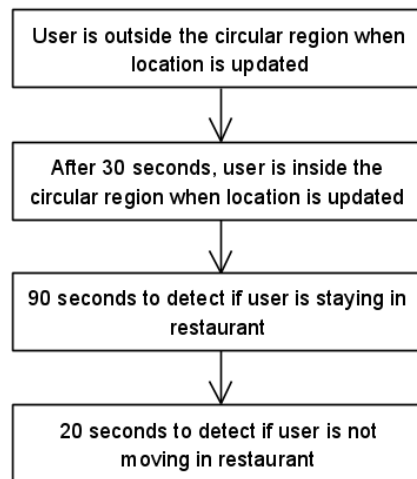 User is outside the circular region when
location is updated
After 30 seconds, user is inside the
circular region when location is updated
90 seconds to detect if user is staying in
restaurant
20 seconds to detect if user is not
moving in restaurant